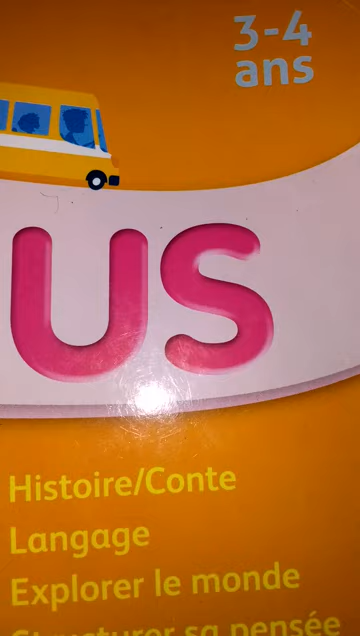 3-4
ans
US
Histoire/Conte
Langage
Explorer le monde
Structurer sa pensée